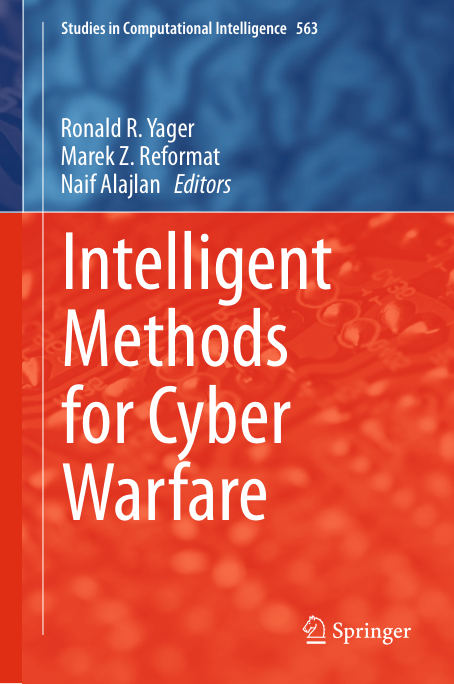 Studies in Computational Intelligence 563
Ronald R. Yager
Marek Z. Reformat
Naif Alajlan Editors
Intelligent
Methods
for Cyber
Warfare
Springer